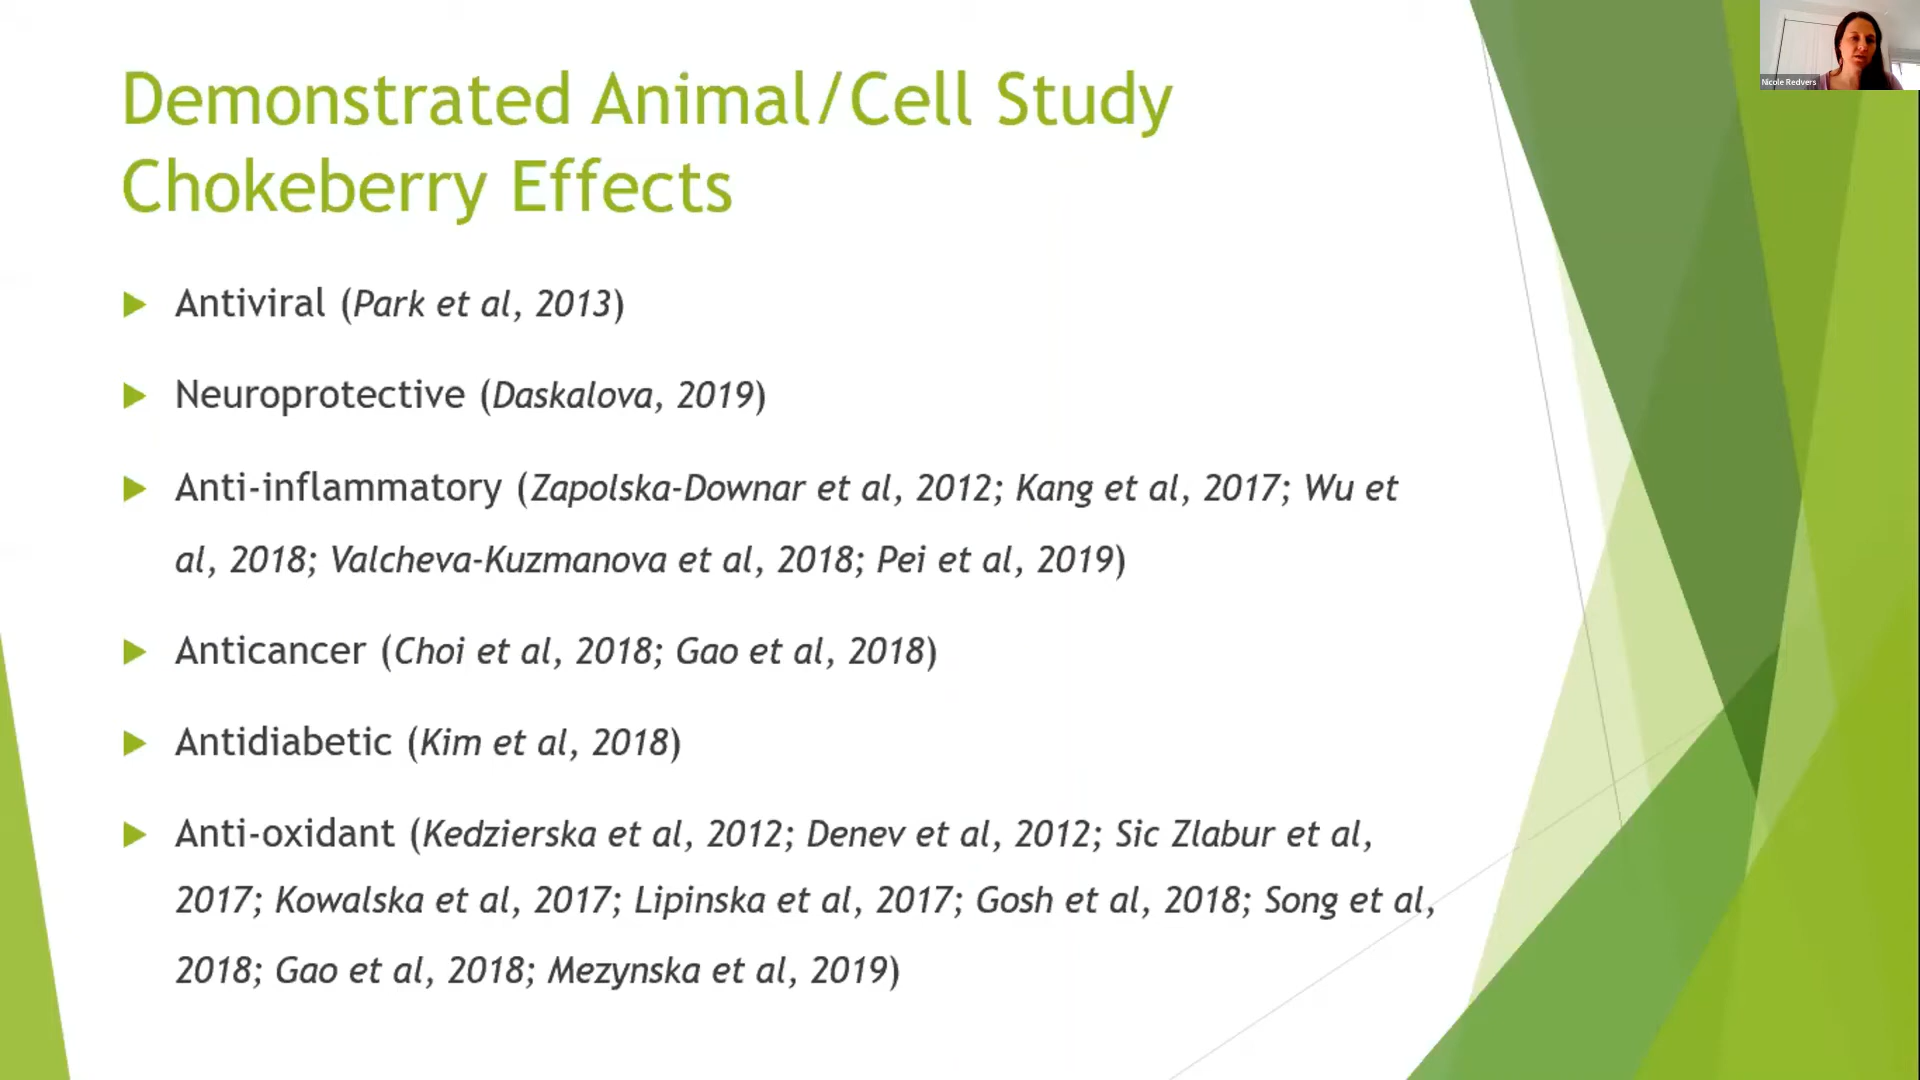 Demonstrated Animal/Cell Study
Chokeberry Effects
Antiviral (Park et al, 2013)
Neuroprotective (Daskalova, 2019)
Anti-inflammatory (Zapolska-Downar et al, 2012; Kang et al, 2017; Wu et
al, 2018; Valcheva-Kuzmanova et al, 2018; Pei et al, 2019)
Anticancer (Choi et al, 2018; Gao et al, 2018)
Antidiabetic (Kim et al, 2018)
Anti-oxidant (Kedzierska et al, 2012; Denev et al, 2012; Sic Zlabur et al,
2017; Kowalska et al, 2017; Lipinska et al, 2017; Gosh et al, 2018; Song et al,
2018; Gao et al, 2018; Mezynska et al, 2019)
Nicole Redvers